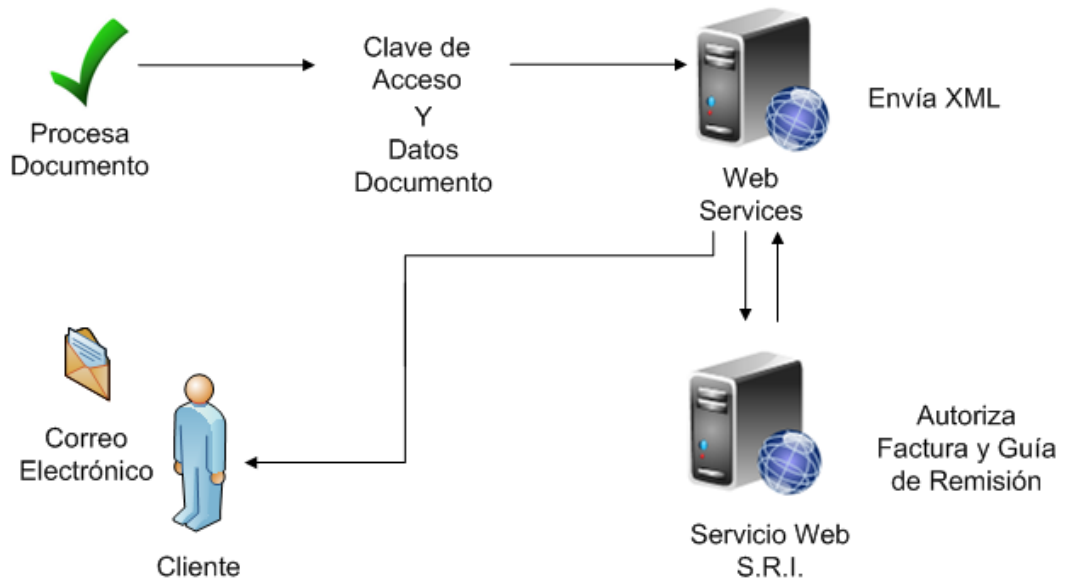 Procesa
Documento
Clave de
Acceso
Y
Datos
Documento
Envía XML
Web
Services
Correo
Electrónico
Cliente
Autoriza
Factura y Guía
de Remisión
Servicio Web
S.R.I.